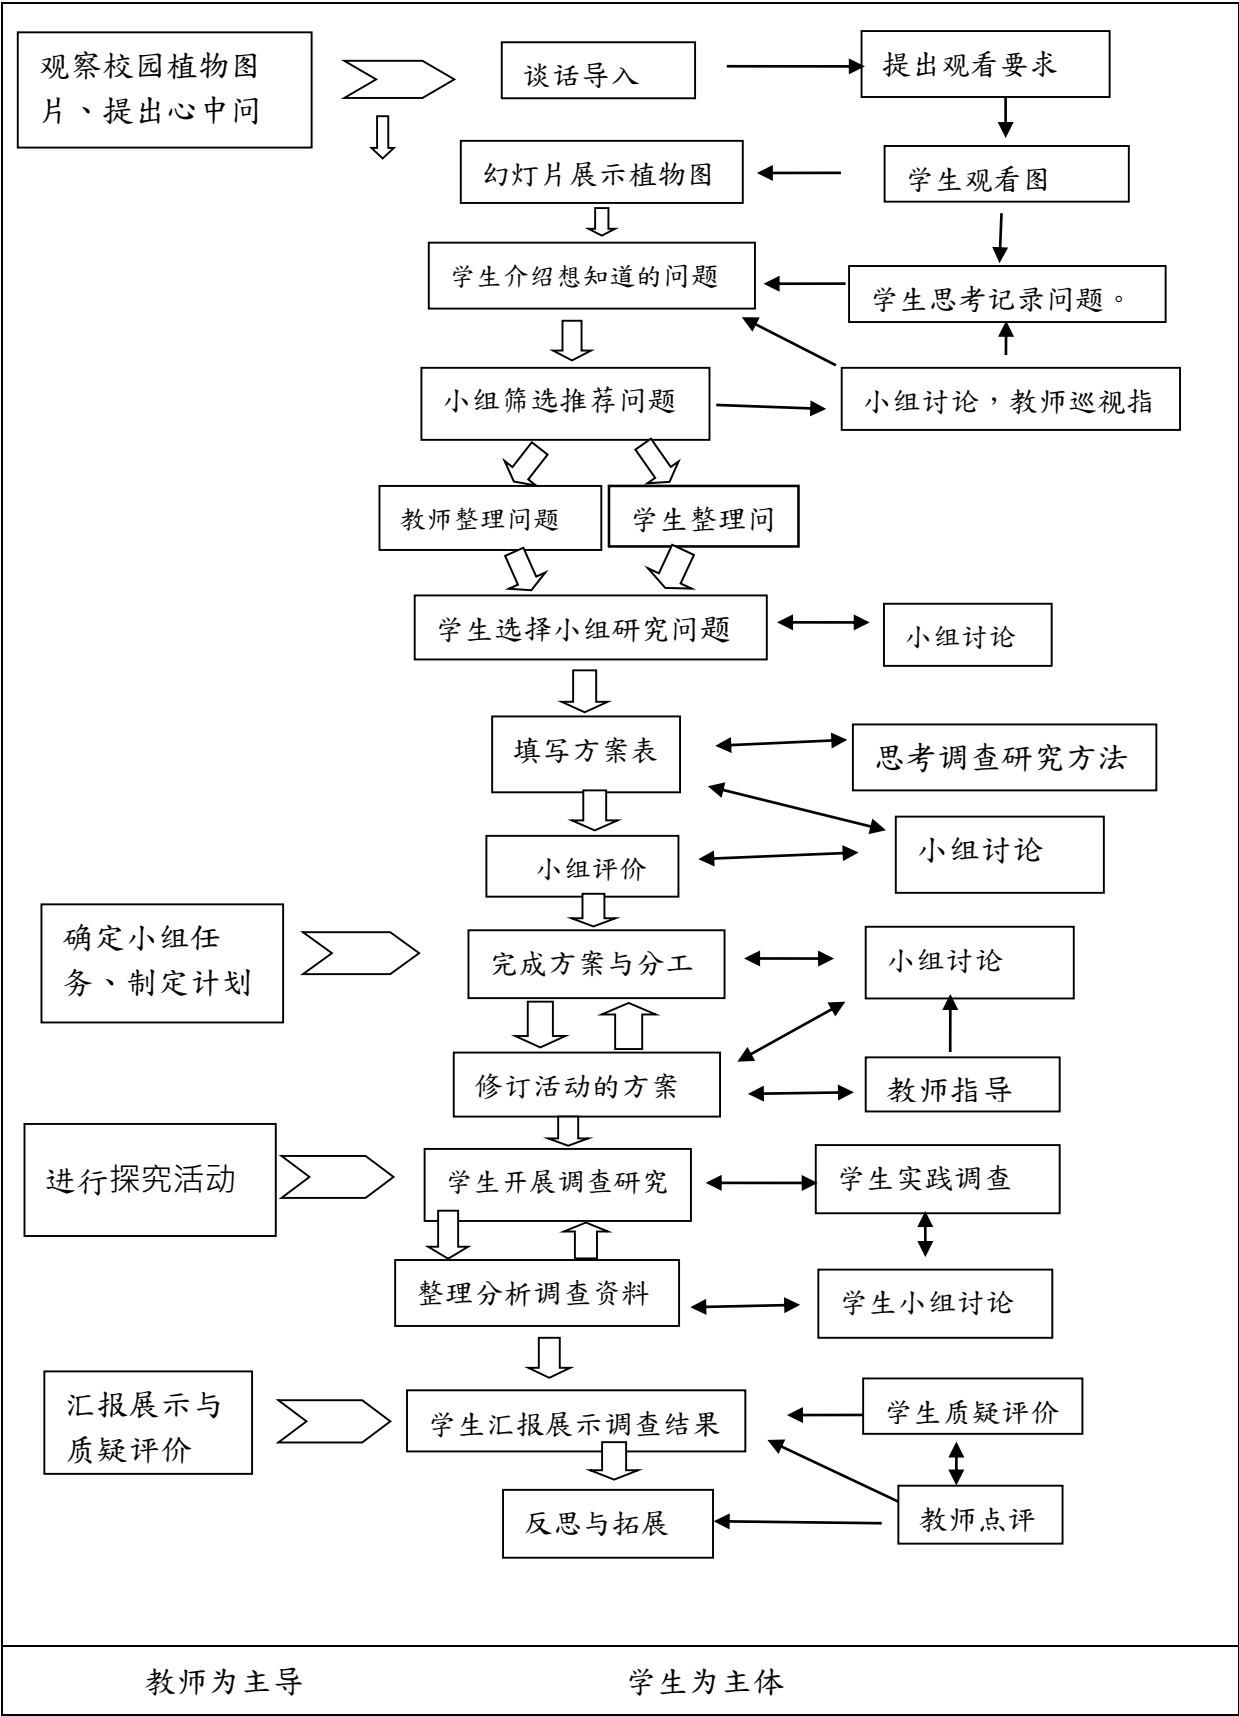 观察校园植物图
片、提出心中问
谈话导入
提出观看要求
幻灯片展示植物图
学生观看图
学生介绍想知道的问题
学生思考记录问题。
小组筛选推荐问题
小组讨论，教师巡视指
教师整理问题
学生整理问
学生选择小组研究问题
小组讨论
填写方案表
思考调查研究方法
小组评价
小组讨论
确定小组任
务、制定计划
完成方案与分工
小组讨论
修订活动的方案
教师指导
进行探究活动
学生开展调查研究
学生实践调查
整理分析调查资料
学生小组讨论
汇报展示与
质疑评价
学生汇报展示调查结果
学生质疑评价
反思与拓展
教师点评
教师为主导
学生为主体